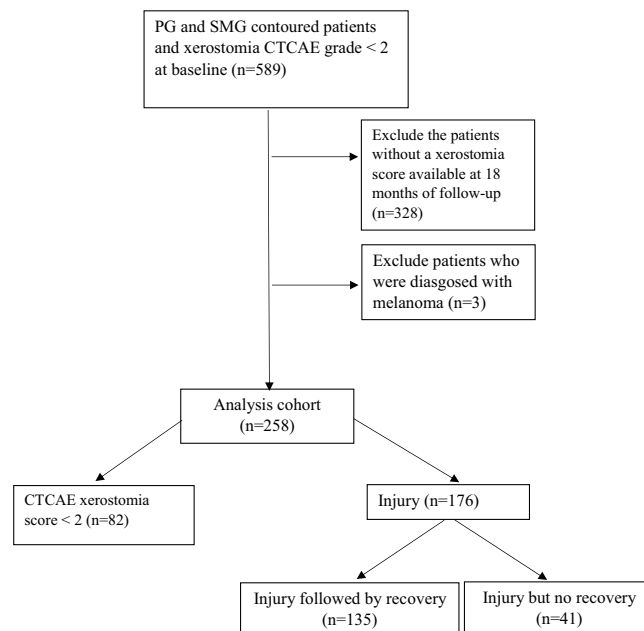 PG and SMG contoured patients
and xerostomia CTCAE grade < 2
at baseline (n=589)
Exclude the patients
without a xerostomia
score available at 18
months of follow-up
(n=328)
Exclude patients who
were diasgosed with
melanoma (n=3)
Analysis cohort
(n=258)
CTCAE xerostomia
score < 2 (n=82)
Injury (n=176)
Injury followed by recovery
(n=135)
Injury but no recovery
(n=41)